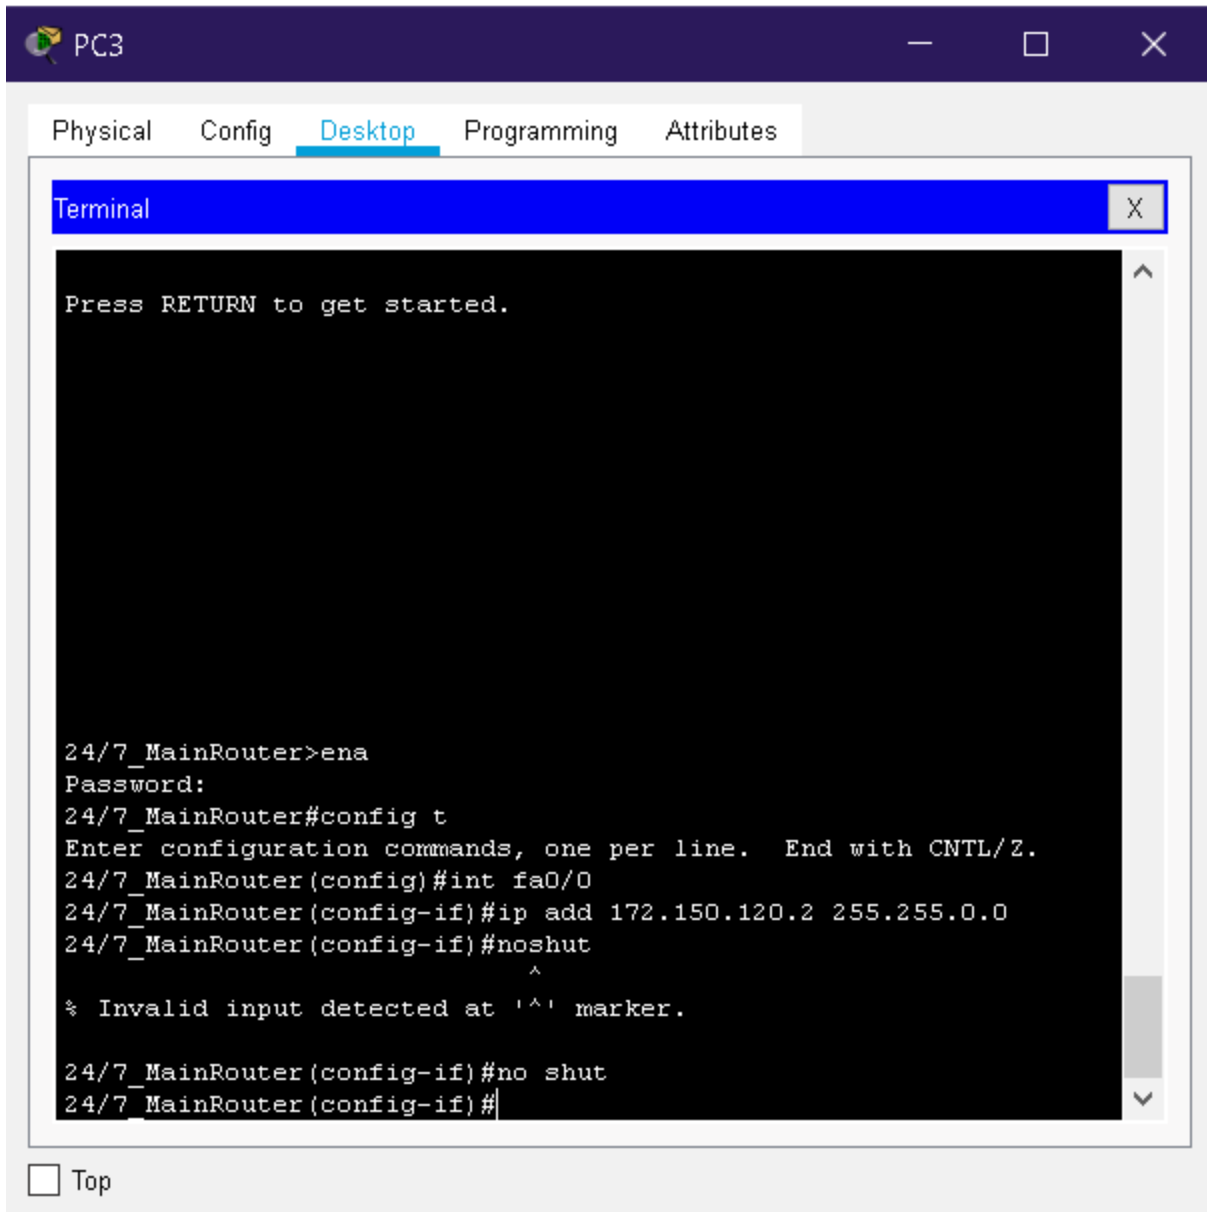 PC3
Physical Config Desktop Programming Attributes
Terminal
X
Press RETURN to get started.
24/7_MainRouter>ena
Password:
24/7_MainRouter#config t
Enter configuration commands, one per line.  End with CNTL/Z.
24/7_MainRouter(config)#int fa0/0
24/7_MainRouter(config-if)#ip add 172.150.120.2 255.255.0.0
24/7_MainRouter(config-if)#noshut
^
% Invalid input detected at '^' marker.
24/7_MainRouter(config-if)#no shut
24/7_MainRouter(config-if)#
Top